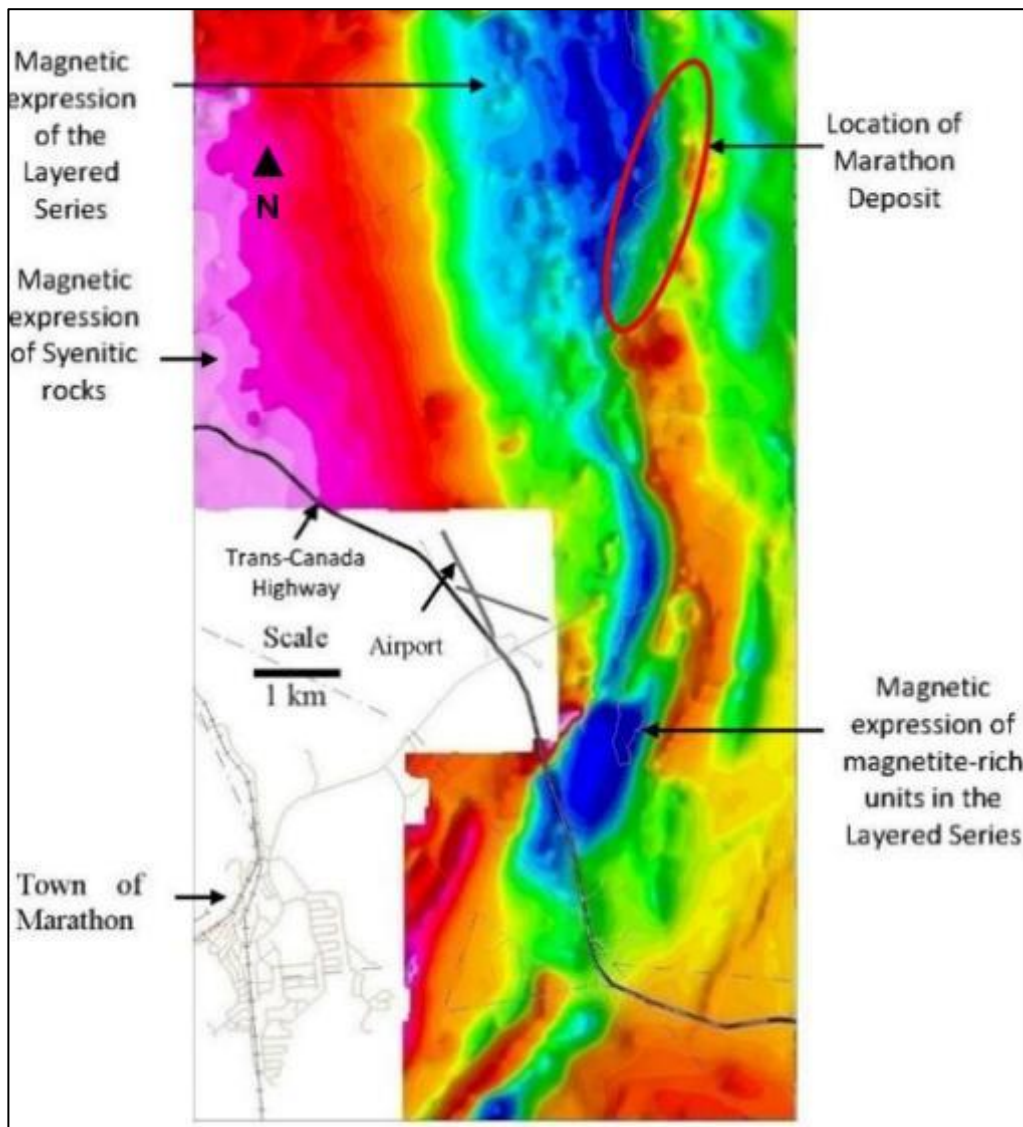 Magnetic
expression
of the
Layered
Series
N
Location of
Marathon
Deposit
Magnetic
expression
of Syenitic
rocks
Trans-Canada
Highway
Scale
Airport
1 km
Magnetic
expression of
magnetite-rich
units in the
Layered Series
Town of
Marathon